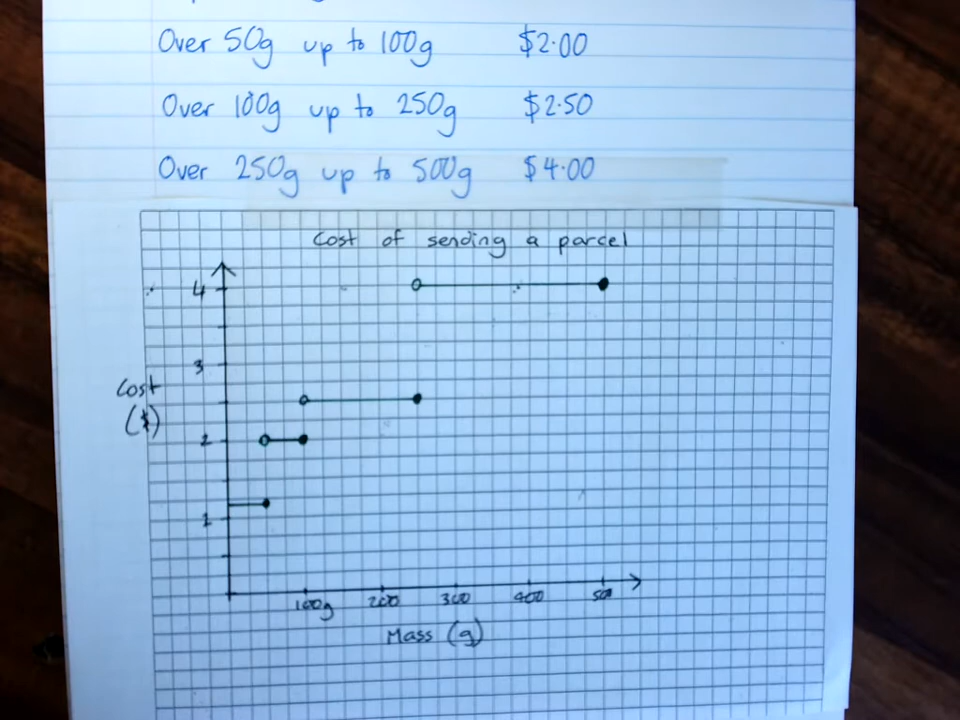 Over 50g up to 100g $2.00
Over 100g up to 250g $2.50
Over 250g up to 500g $4.00
Cost of sending a parcel
4
3
Cost
($)
2
1
100g 200 300 400 500
Mass (g)